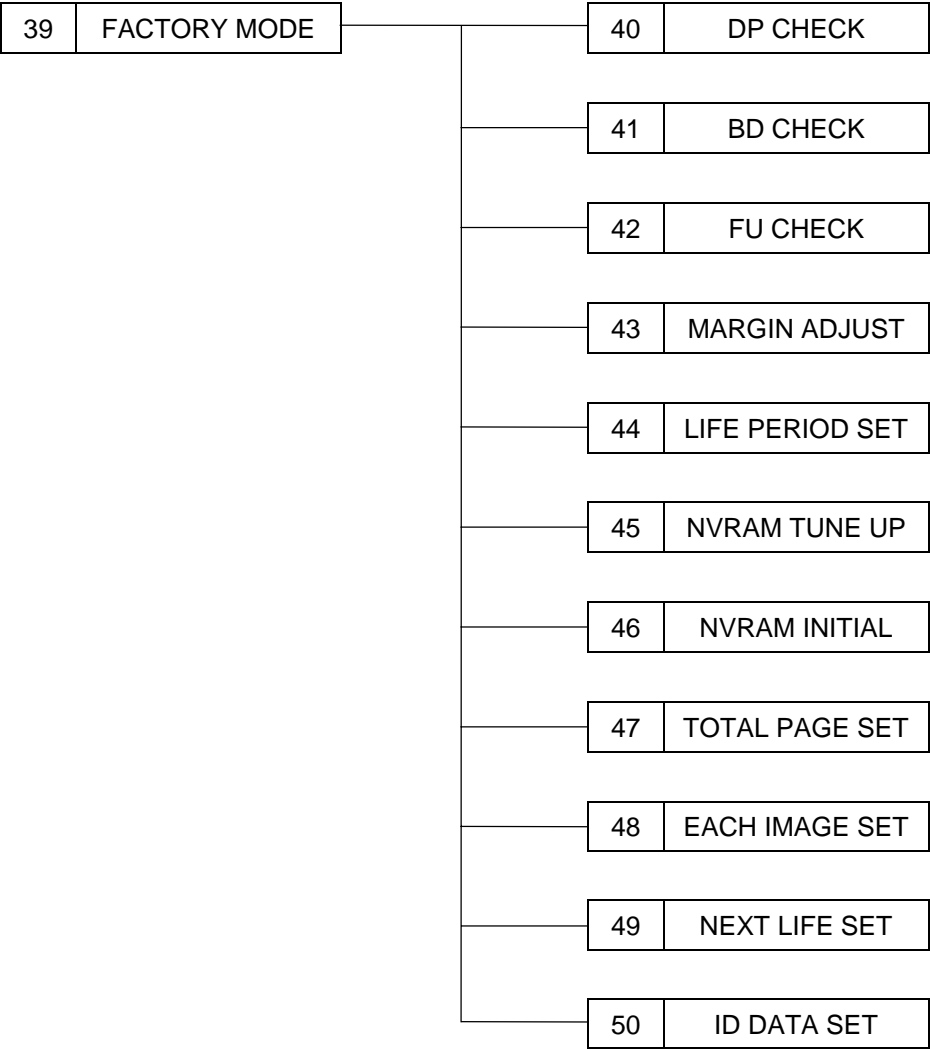 39 FACTORY MODE 40 DP CHECK
41 BD CHECK
42 FU CHECK
43 MARGIN ADJUST
44 LIFE PERIOD SET
45 NVRAM TUNE UP
46 NVRAM INITIAL
47 TOTAL PAGE SET
48 EACH IMAGE SET
49 NEXT LIFE SET
50 ID DATA SET